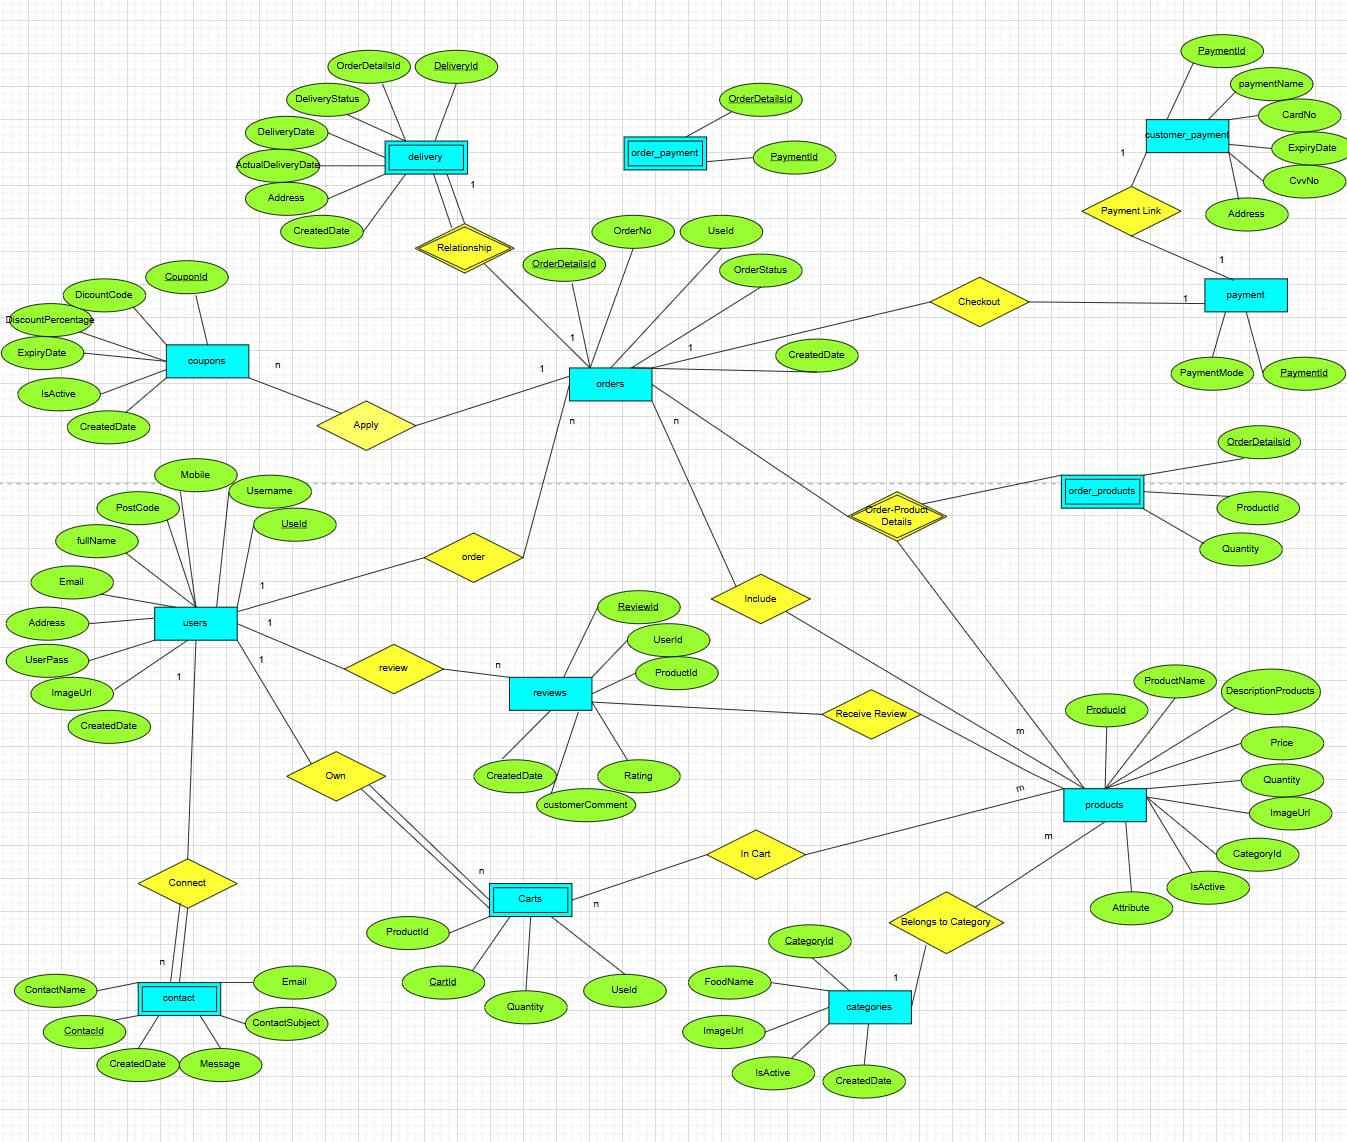 PaymentId
OrderDetailsId
DeliveryId
paymentName
DeliveryStatus
OrderDetailsId
CardNo
DeliveryDate
customer_payment
ExpiryDate
delivery
order_payment
PaymentId
1
ActualDeliveryDate
CvvNo
1
Address
Payment Link
Address
CreatedDate
OrderNo
UseId
Relationship
1
OrderDetailsId
OrderStatus
CouponId
DicountCode
Checkout
1
payment
DiscountPercentage
1
1
ExpiryDate
coupons
n
1
CreatedDate
PaymentMode
PaymentId
orders
IsActive
n
n
CreatedDate
Apply
OrderDetailsId
Mobile
Username
order_products
PostCode
UseId
Order-Product
Details
ProductId
fullName
Quantity
order
Email
1
Include
ReviewId
Address
users
1
UserId
UserPass
1
review
n
ProductId
1
ImageUrl
reviews
ProductName
DescriptionProducts
CreatedDate
Receive Review
ProducId
m
Price
Own
CreatedDate
Rating
Quantity
m
customerComment
products
ImageUrl
m
In Cart
CategoryId
n
Connect
IsActive
Carts
n
Attribute
Belongs to Category
ProductId
CategoryId
n
1
ContactName
Email
CartId
Quantity
UseId
FoodName
contact
categories
ContacId
ContactSubject
ImageUrl
CreatedDate
Message
IsActive
CreatedDate